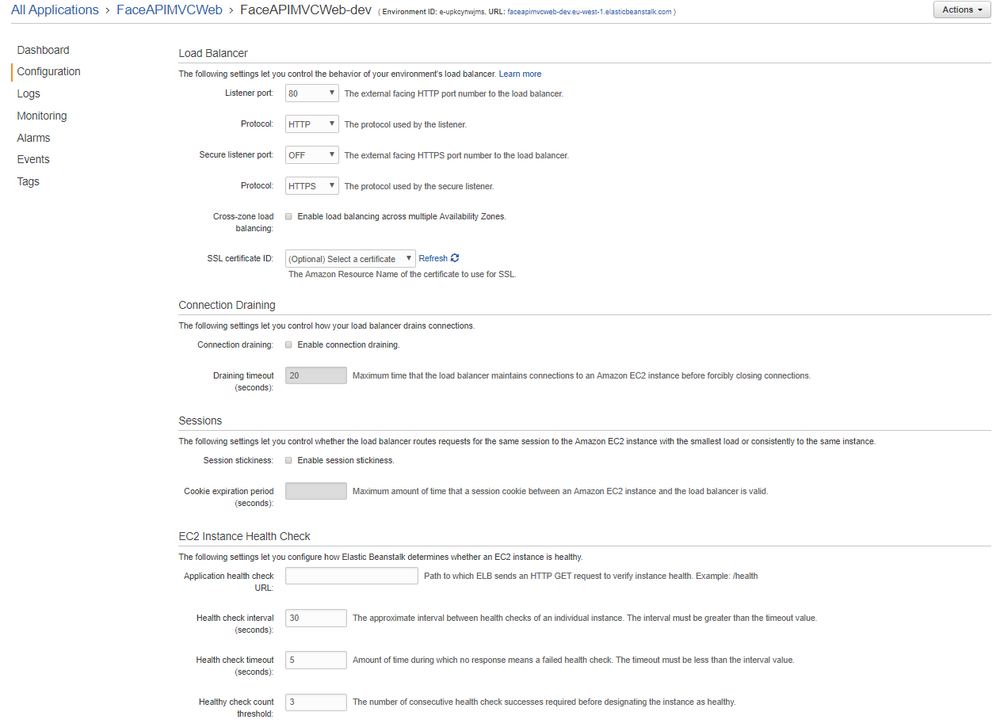 All Applications > FaceAPIMVCWeb > FaceAPIMVCWeb-dev ( Environment ID: e-upkcynwjms, URL: faceapimvcweb-dev.eu-west-1.elasticbeanstalk.com )
Actions
Dashboard
Configuration
Logs
Monitoring
Alarms
Events
Tags
Load Balancer
The following settings let you control the behavior of your environment's load balancer. Learn more
Listener port: 80 The external facing HTTP port number to the load balancer.
Protocol: HTTP The protocol used by the listener.
Secure listener port: OFF The external facing HTTPS port number to the load balancer.
Protocol: HTTPS The protocol used by the secure listener.
Cross-zone load Enable load balancing across multiple Availability Zones.
balancing:
SSL certificate ID: (Optional) Select a certificate Refresh
The Amazon Resource Name of the certificate to use for SSL.
Connection Draining
The following settings let you control how your load balancer drains connections.
Connection draining: Enable connection draining.
Draining timeout 20 Maximum time that the load balancer maintains connections to an Amazon EC2 instance before forcibly closing connections.
(seconds):
Sessions
The following settings let you control whether the load balancer routes requests for the same session to the Amazon EC2 instance with the smallest load or consistently to the same instance.
Session stickiness: Enable session stickiness.
Cookie expiration period Maximum amount of time that a session cookie between an Amazon EC2 instance and the load balancer is valid.
(seconds):
EC2 Instance Health Check
The following settings let you configure how Elastic Beanstalk determines whether an EC2 instance is healthy.
Application health check Path to which ELB sends an HTTP GET request to verify instance health. Example: /health
URL:
Health check interval 30 The approximate interval between health checks of an individual instance. The interval must be greater than the timeout value.
(seconds):
Health check timeout 5 Amount of time during which no response means a failed health check. The timeout must be less than the interval value.
(seconds):
Healthy check count 3 The number of consecutive health check successes required before designating the instance as healthy.
threshold: